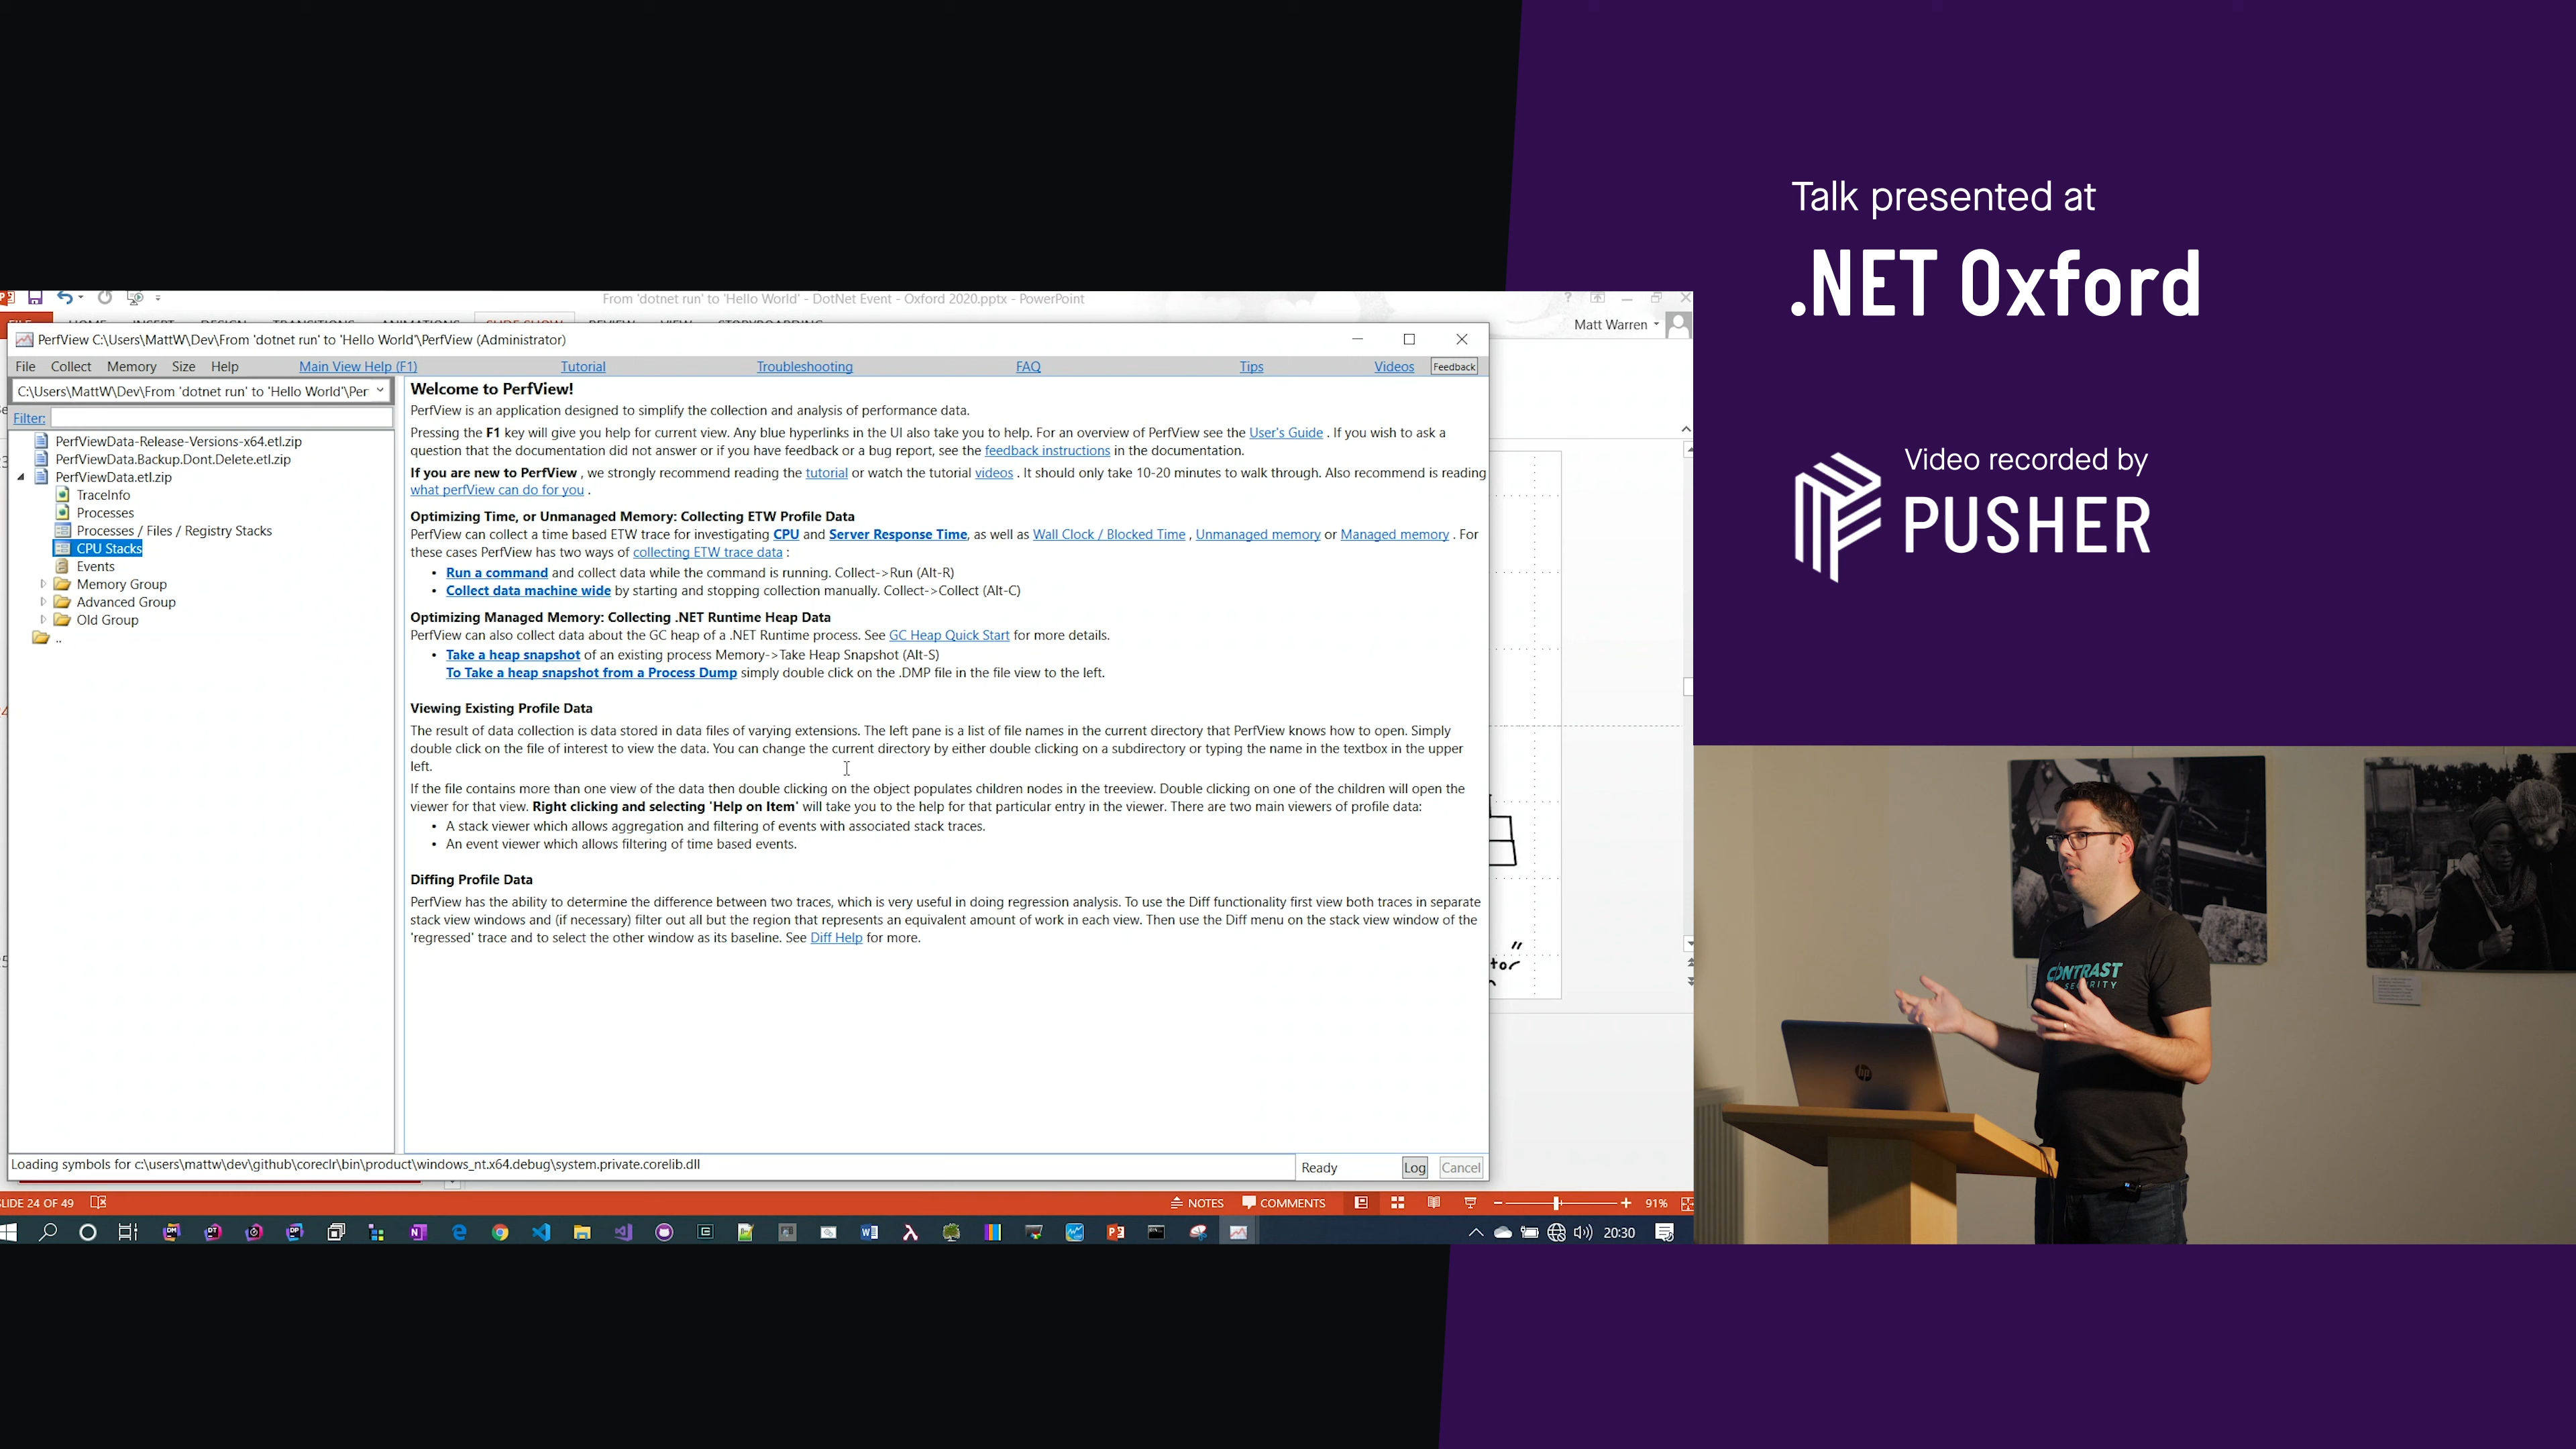 From 'dotnet run' to 'Hello World' - DotNet Event - Oxford 2020.pptx - PowerPoint
Matt Warren
PerfView C:\Users\MattW\Dev\From 'dotnet run' to 'Hello World'\PerfView (Administrator)
File Collect Memory Size Help Main View Help (F1) Tutorial Troubleshooting FAQ Tips Videos Feedback
C:\Users\MattW\Dev\From 'dotnet run' to 'Hello World'\Per
Filter:
PerfViewData-Release-Versions-x64.etl.zip
PerfViewData.Backup.Dont.Delete.etl.zip
PerfViewData.etl.zip
TraceInfo
Processes
Processes / Files / Registry Stacks
CPU Stacks
Events
Memory Group
Advanced Group
Old Group
..
Welcome to PerfView!
PerfView is an application designed to simplify the collection and analysis of performance data.
Pressing the F1 key will give you help for current view. Any blue hyperlinks in the UI also take you to help. For an overview of PerfView see the User's Guide . If you wish to ask a
question that the documentation did not answer or if you have feedback or a bug report, see the feedback instructions in the documentation.
If you are new to PerfView , we strongly recommend reading the tutorial or watch the tutorial videos . It should only take 10-20 minutes to walk through. Also recommend is reading
what perfView can do for you .
Optimizing Time, or Unmanaged Memory: Collecting ETW Profile Data
PerfView can collect a time based ETW trace for investigating CPU and Server Response Time, as well as Wall Clock / Blocked Time , Unmanaged memory or Managed memory . For
these cases PerfView has two ways of collecting ETW trace data :
• Run a command and collect data while the command is running. Collect->Run (Alt-R)
• Collect data machine wide by starting and stopping collection manually. Collect->Collect (Alt-C)
Optimizing Managed Memory: Collecting .NET Runtime Heap Data
PerfView can also collect data about the GC heap of a .NET Runtime process. See GC Heap Quick Start for more details.
• Take a heap snapshot of an existing process Memory->Take Heap Snapshot (Alt-S)
To Take a heap snapshot from a Process Dump simply double click on the .DMP file in the file view to the left.
Viewing Existing Profile Data
The result of data collection is data stored in data files of varying extensions. The left pane is a list of file names in the current directory that PerfView knows how to open. Simply
double click on the file of interest to view the data. You can change the current directory by either double clicking on a subdirectory or typing the name in the textbox in the upper
left.
If the file contains more than one view of the data then double clicking on the object populates children nodes in the treeview. Double clicking on one of the children will open the
viewer for that view. Right clicking and selecting 'Help on Item' will take you to the help for that particular entry in the viewer. There are two main viewers of profile data:
• A stack viewer which allows aggregation and filtering of events with associated stack traces.
• An event viewer which allows filtering of time based events.
Diffing Profile Data
PerfView has the ability to determine the difference between two traces, which is very useful in doing regression analysis. To use the Diff functionality first view both traces in separate
stack view windows and (if necessary) filter out all but the region that represents an equivalent amount of work in each view. Then use the Diff menu on the stack view window of the
'regressed' trace and to select the other window as its baseline. See Diff Help for more.
Loading symbols for c:\users\mattw\dev\github\coreclr\bin\product\windows_nt.x64.debug\system.private.corelib.dll
Ready Log Cancel
LIDE 24 OF 49 NOTES COMMENTS 91%
20:30
Talk presented at
.NET Oxford
Video recorded by
PUSHER
CONTRAST
SECURITY
hp